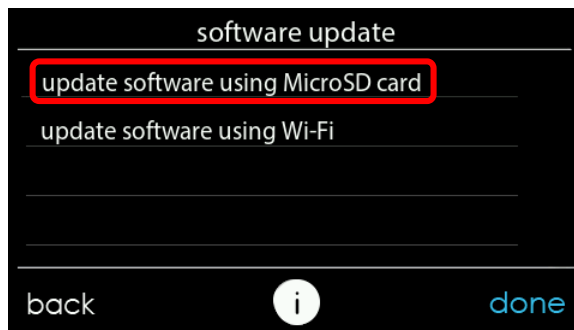 software update
update software using MicroSD card
update software using Wi-Fi
back i done